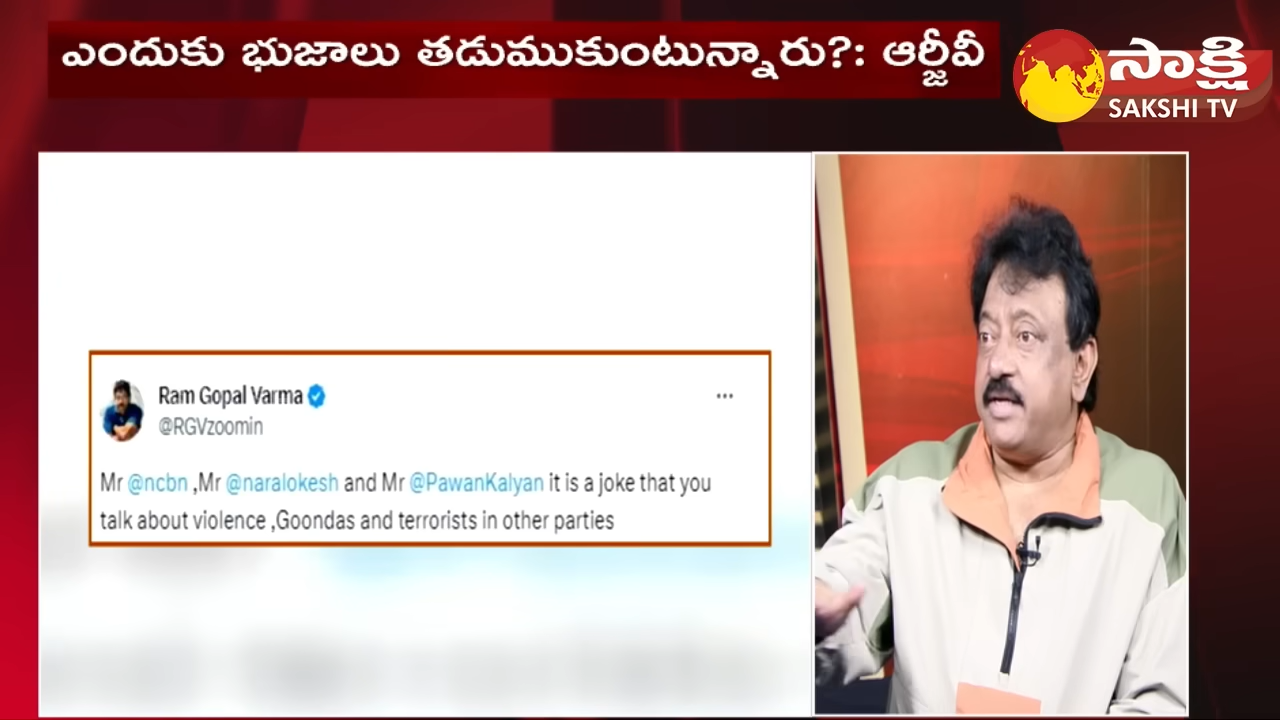 ఎందుకు భుజాలు తడుముకుంటున్నారు?: ఆర్జీవీ
సాక్షి
SAKSHI TV
Ram Gopal Varma
@RGVzoomin
Mr @ncbn ,Mr @naralokesh and Mr @PawanKalyan it is a joke that you
talk about violence ,Goondas and terrorists in other parties